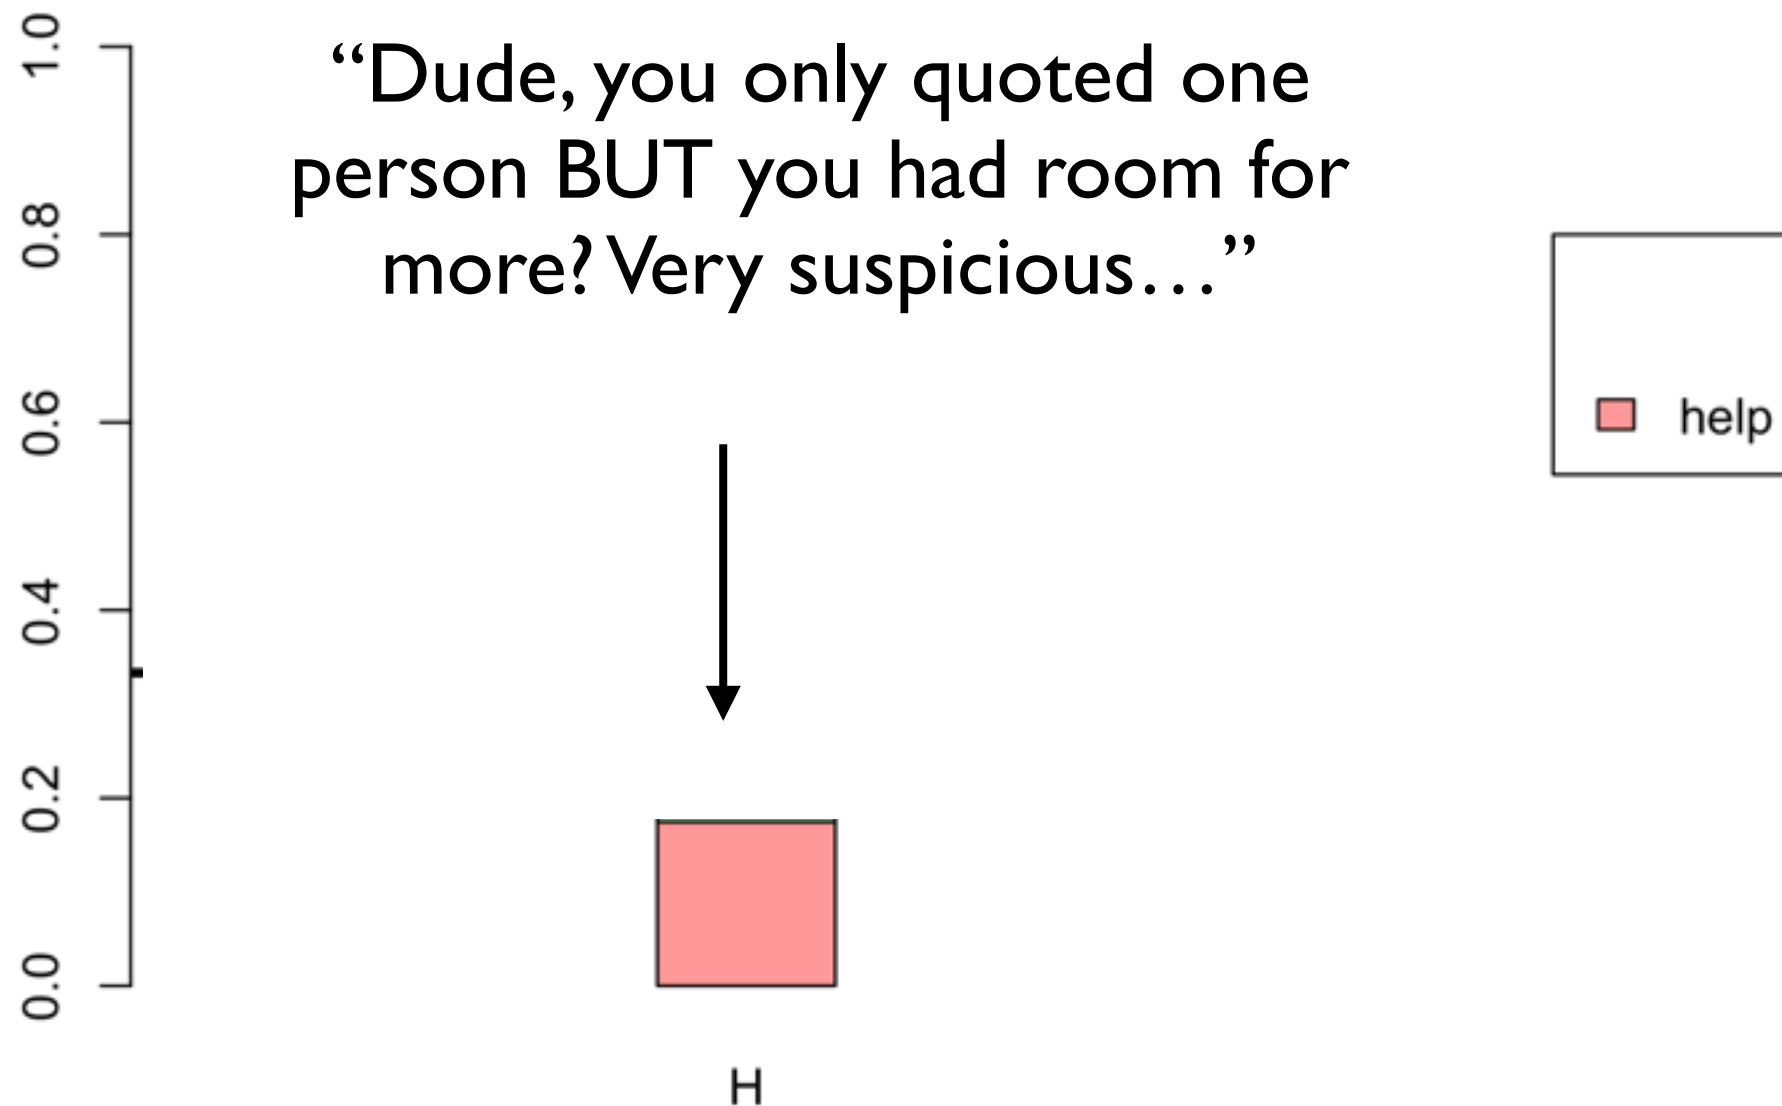 “Dude, you only quoted one
person BUT you had room for
more? Very suspicious…”
1.0
0.8
0.6
0.4
0.2
0.0
help
H